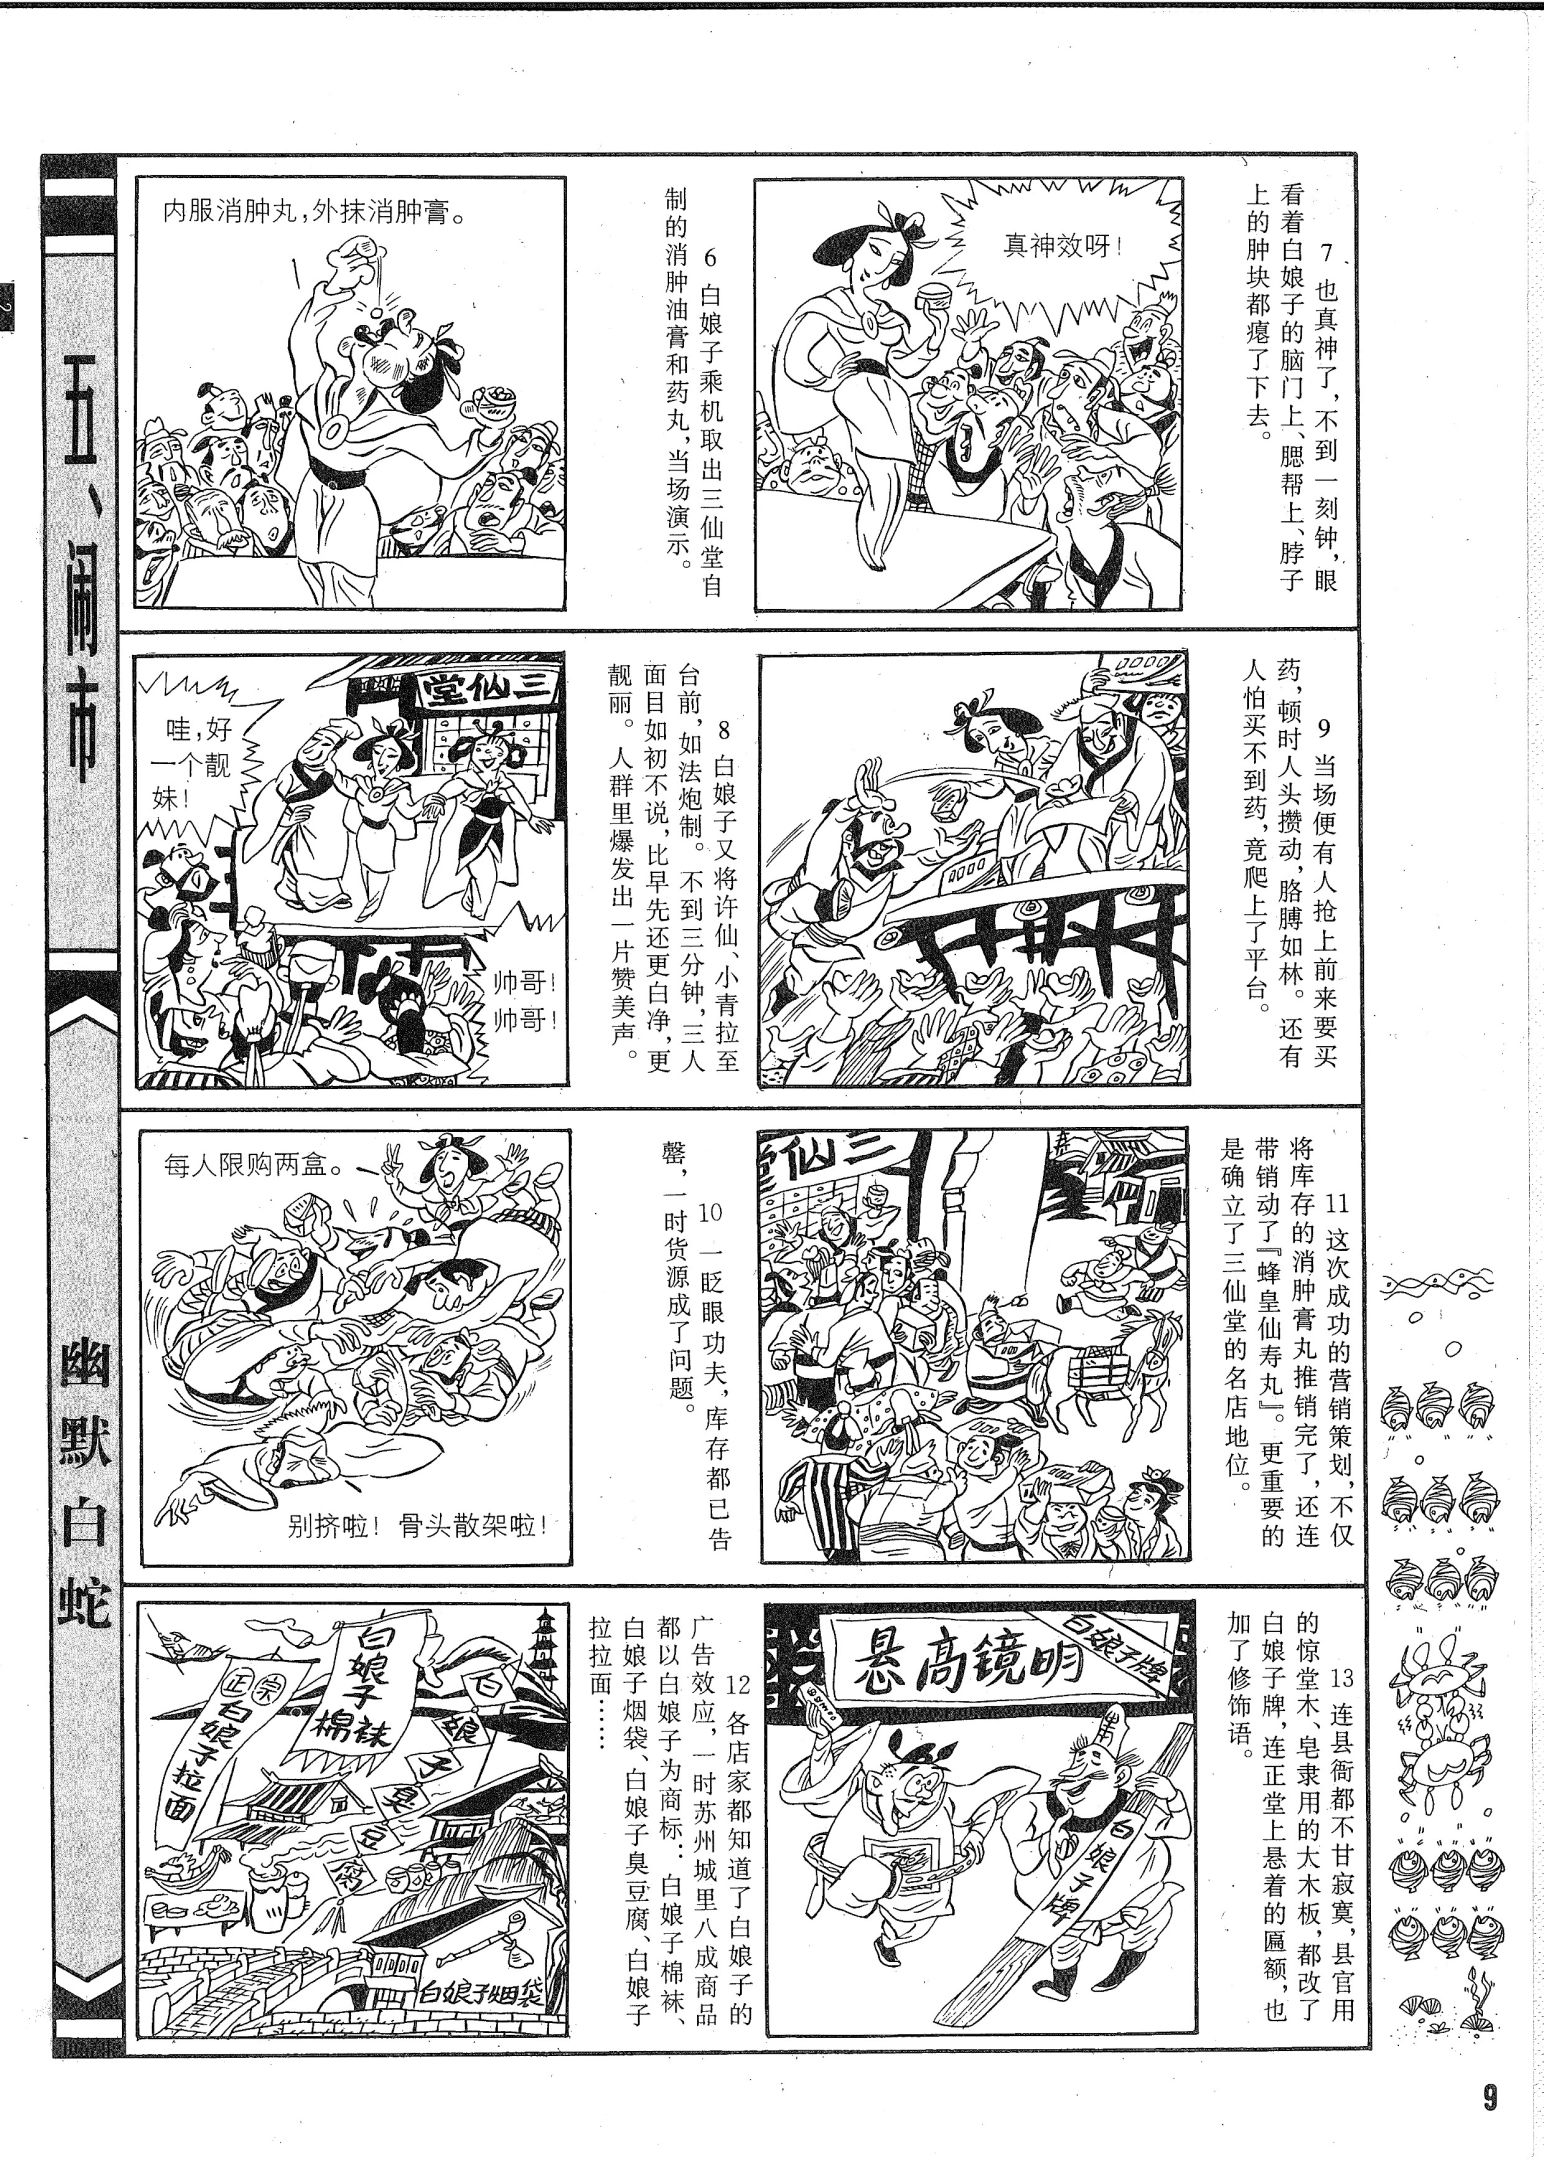 五、闹市
幽默白蛇
内服消肿丸，外抹消肿膏。
6 白娘子乘机取出三仙堂自
制的消肿油膏和药丸，当场演示。
真神效呀！
7 也真神了，不到一刻钟，眼
看着白娘子的脑门上、腮帮上、脖子
上的肿块都瘪了下去。
三仙堂
哇，好
一个靓
妹！
帅哥！
帅哥！
8 白娘子又将许仙、小青拉至
台前，如法炮制。不到三分钟，三人
面目如初不说，比早先还更白净，更
靓丽。人群里爆发出一片赞美声。
9 当场便有人抢上前来要买
药，顿时人头攒动，胳膊如林。还有
人怕买不到药，竟爬上了平台。
每人限购两盒。
别挤啦！骨头散架啦！
10 一眨眼功夫，库存都已告
罄，一时货源成了问题。
三仙堂
11 这次成功的营销策划，不仅
将库存的消肿膏丸推销完了，还连
带销动了『蜂皇仙寿丸』。更重要的
是确立了三仙堂的名店地位。
白娘子棉袜
正宗
白娘子拉面
白娘子臭豆腐
白娘子烟袋
12 各店家都知道了白娘子的
广告效应，一时苏州城里八成商品
都以白娘子为商标：白娘子棉袜、
白娘子烟袋、白娘子臭豆腐、白娘子
拉拉面……
明镜高悬
白娘子牌
白娘子牌
13 连县衙都不甘寂寞，县官用
的惊堂木、皂隶用的大木板，都改了
白娘子牌，连正堂上悬着的匾额，也
加了修饰语。
9